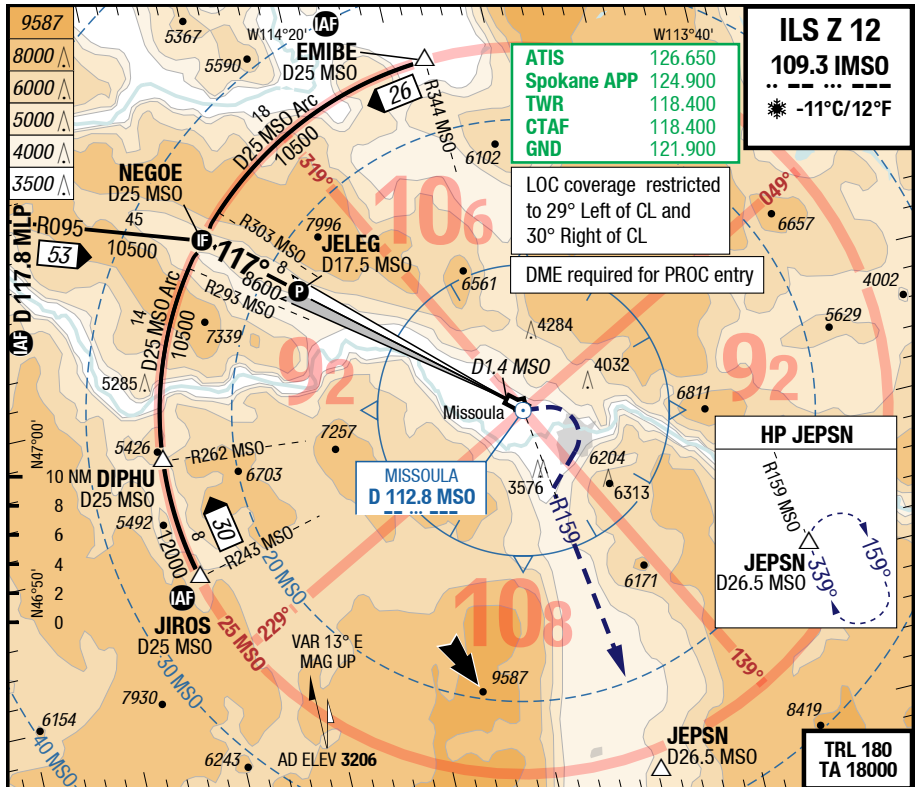 9587
8000
6000
5000
4000
3500
5367
5590
W114°20'
IAF
EMIBE
D25 MSO
26
R344 MSO
18
D25 MSO Arc
10500
319°
6102
W113°40'
ATIS 126.650
Spokane APP 124.900
TWR 118.400
CTAF 118.400
GND 121.900
ILS Z 12
109.3 IMSO
-11°C/12°F
LOC coverage restricted
to 29° Left of CL and
30° Right of CL
DME required for PROC entry
106
049°
6657
4002
5629
NEGOE
D25 MSO
R095
45
10500
53
IF
R303 MSO
7996
JELEG
D17.5 MSO
117°
8
8600
P
R293 MSO
6561
IAF D 117.8 MLP
14
D25 MSO Arc
10500
7339
92
4284
D1.4 MSO
4032
92
5285
Missoula
6811
N47°00'
5426
R262 MSO
7257
6703
DIPHU
D25 MSO
MISSOULA
D 112.8 MSO
3576
6204
6313
R159
HP JEPSN
R159 MSO
JEPSN
D26.5 MSO
339°
159°
10 NM
8
6
4
2
0
5492
30
8
12000
R243 MSO
20 MSO
N46°50'
IAF
JIROS
D25 MSO
25 MSO
229°
6171
108
139°
VAR 13° E
MAG UP
9587
30 MSO
7930
6154
40 MSO
6243
AD ELEV 3206
JEPSN
D26.5 MSO
8419
TRL 180
TA 18000